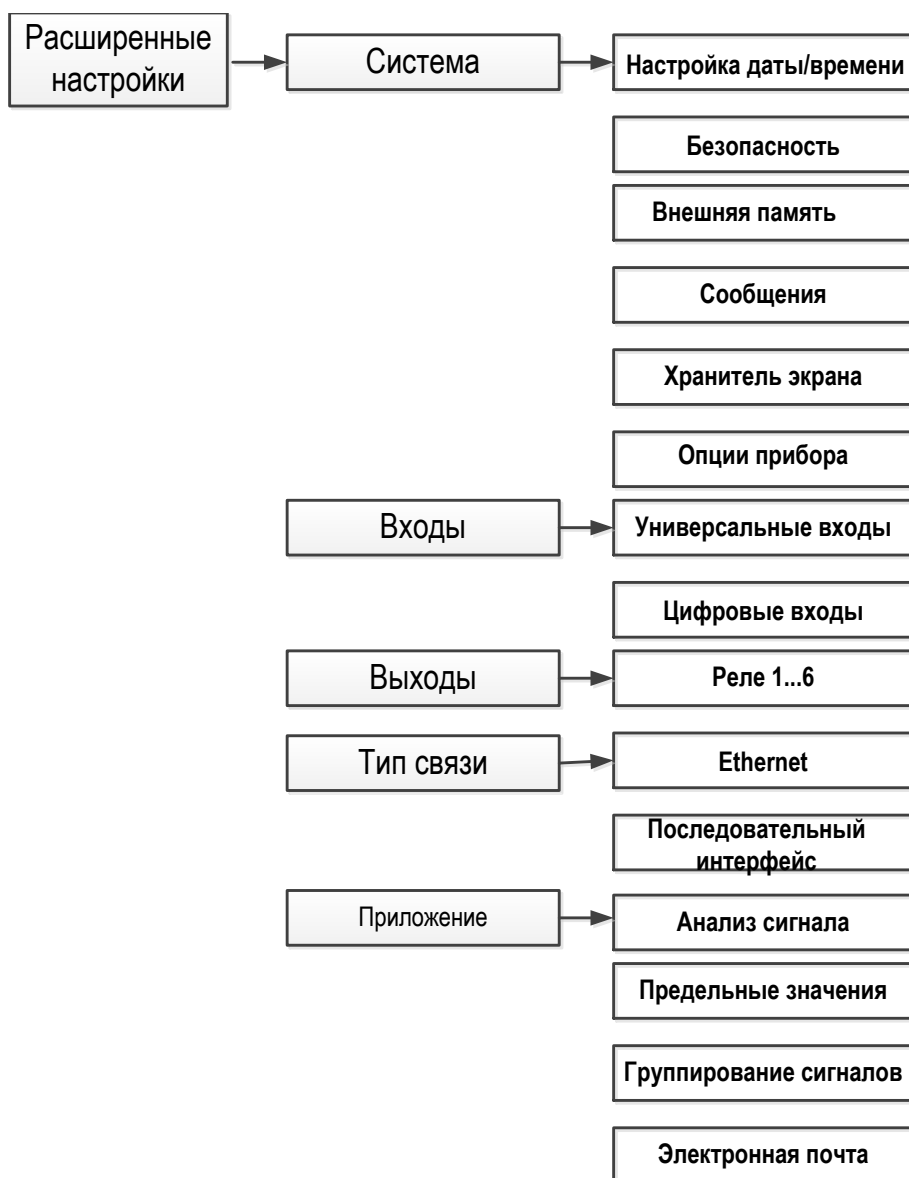 Расширенные
настройки
Система
Настройка даты/времени
Безопасность
Внешняя память
Сообщения
Хранитель экрана
Опции прибора
Входы
Универсальные входы
Цифровые входы
Выходы
Реле 1...6
Тип связи
Ethernet
Последовательный
интерфейс
Приложение
Анализ сигнала
Предельные значения
Группирование сигналов
Электронная почта